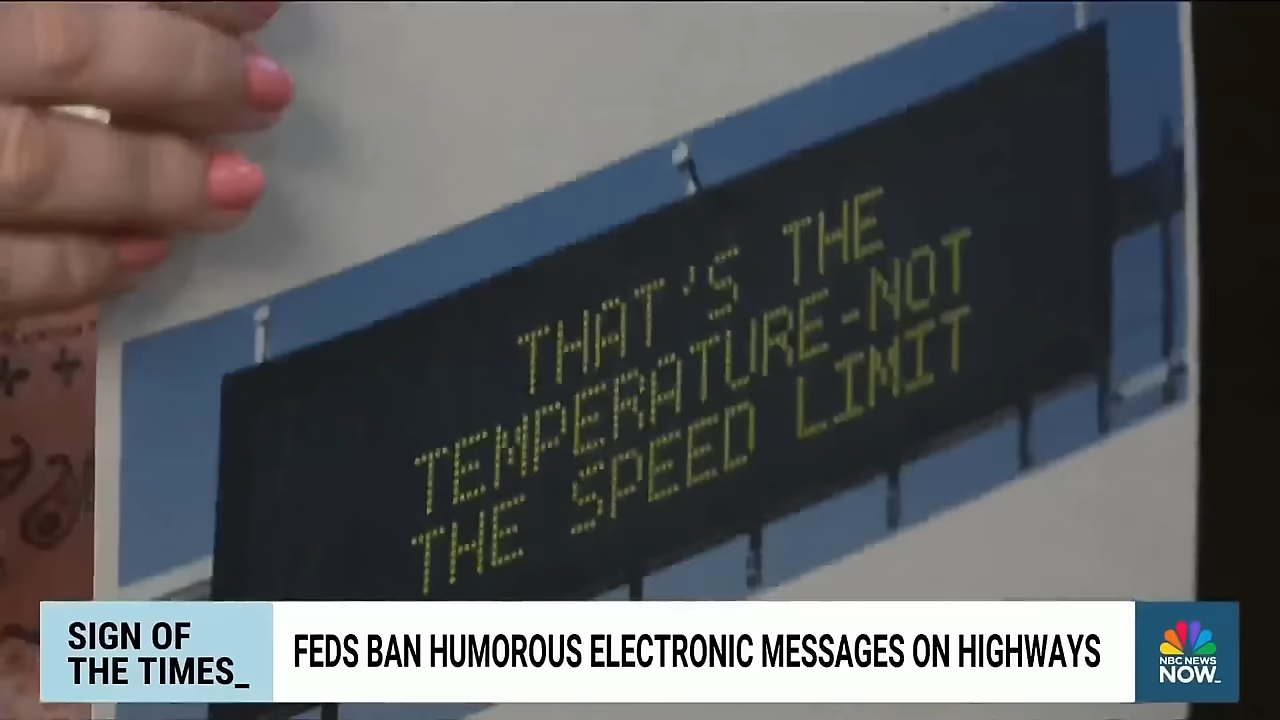 THAT'S THE
TEMPERATURE-NOT
THE SPEED LIMIT
SIGN OF
THE TIMES_
FEDS BAN HUMOROUS ELECTRONIC MESSAGES ON HIGHWAYS
NBC NEWS
NOW_